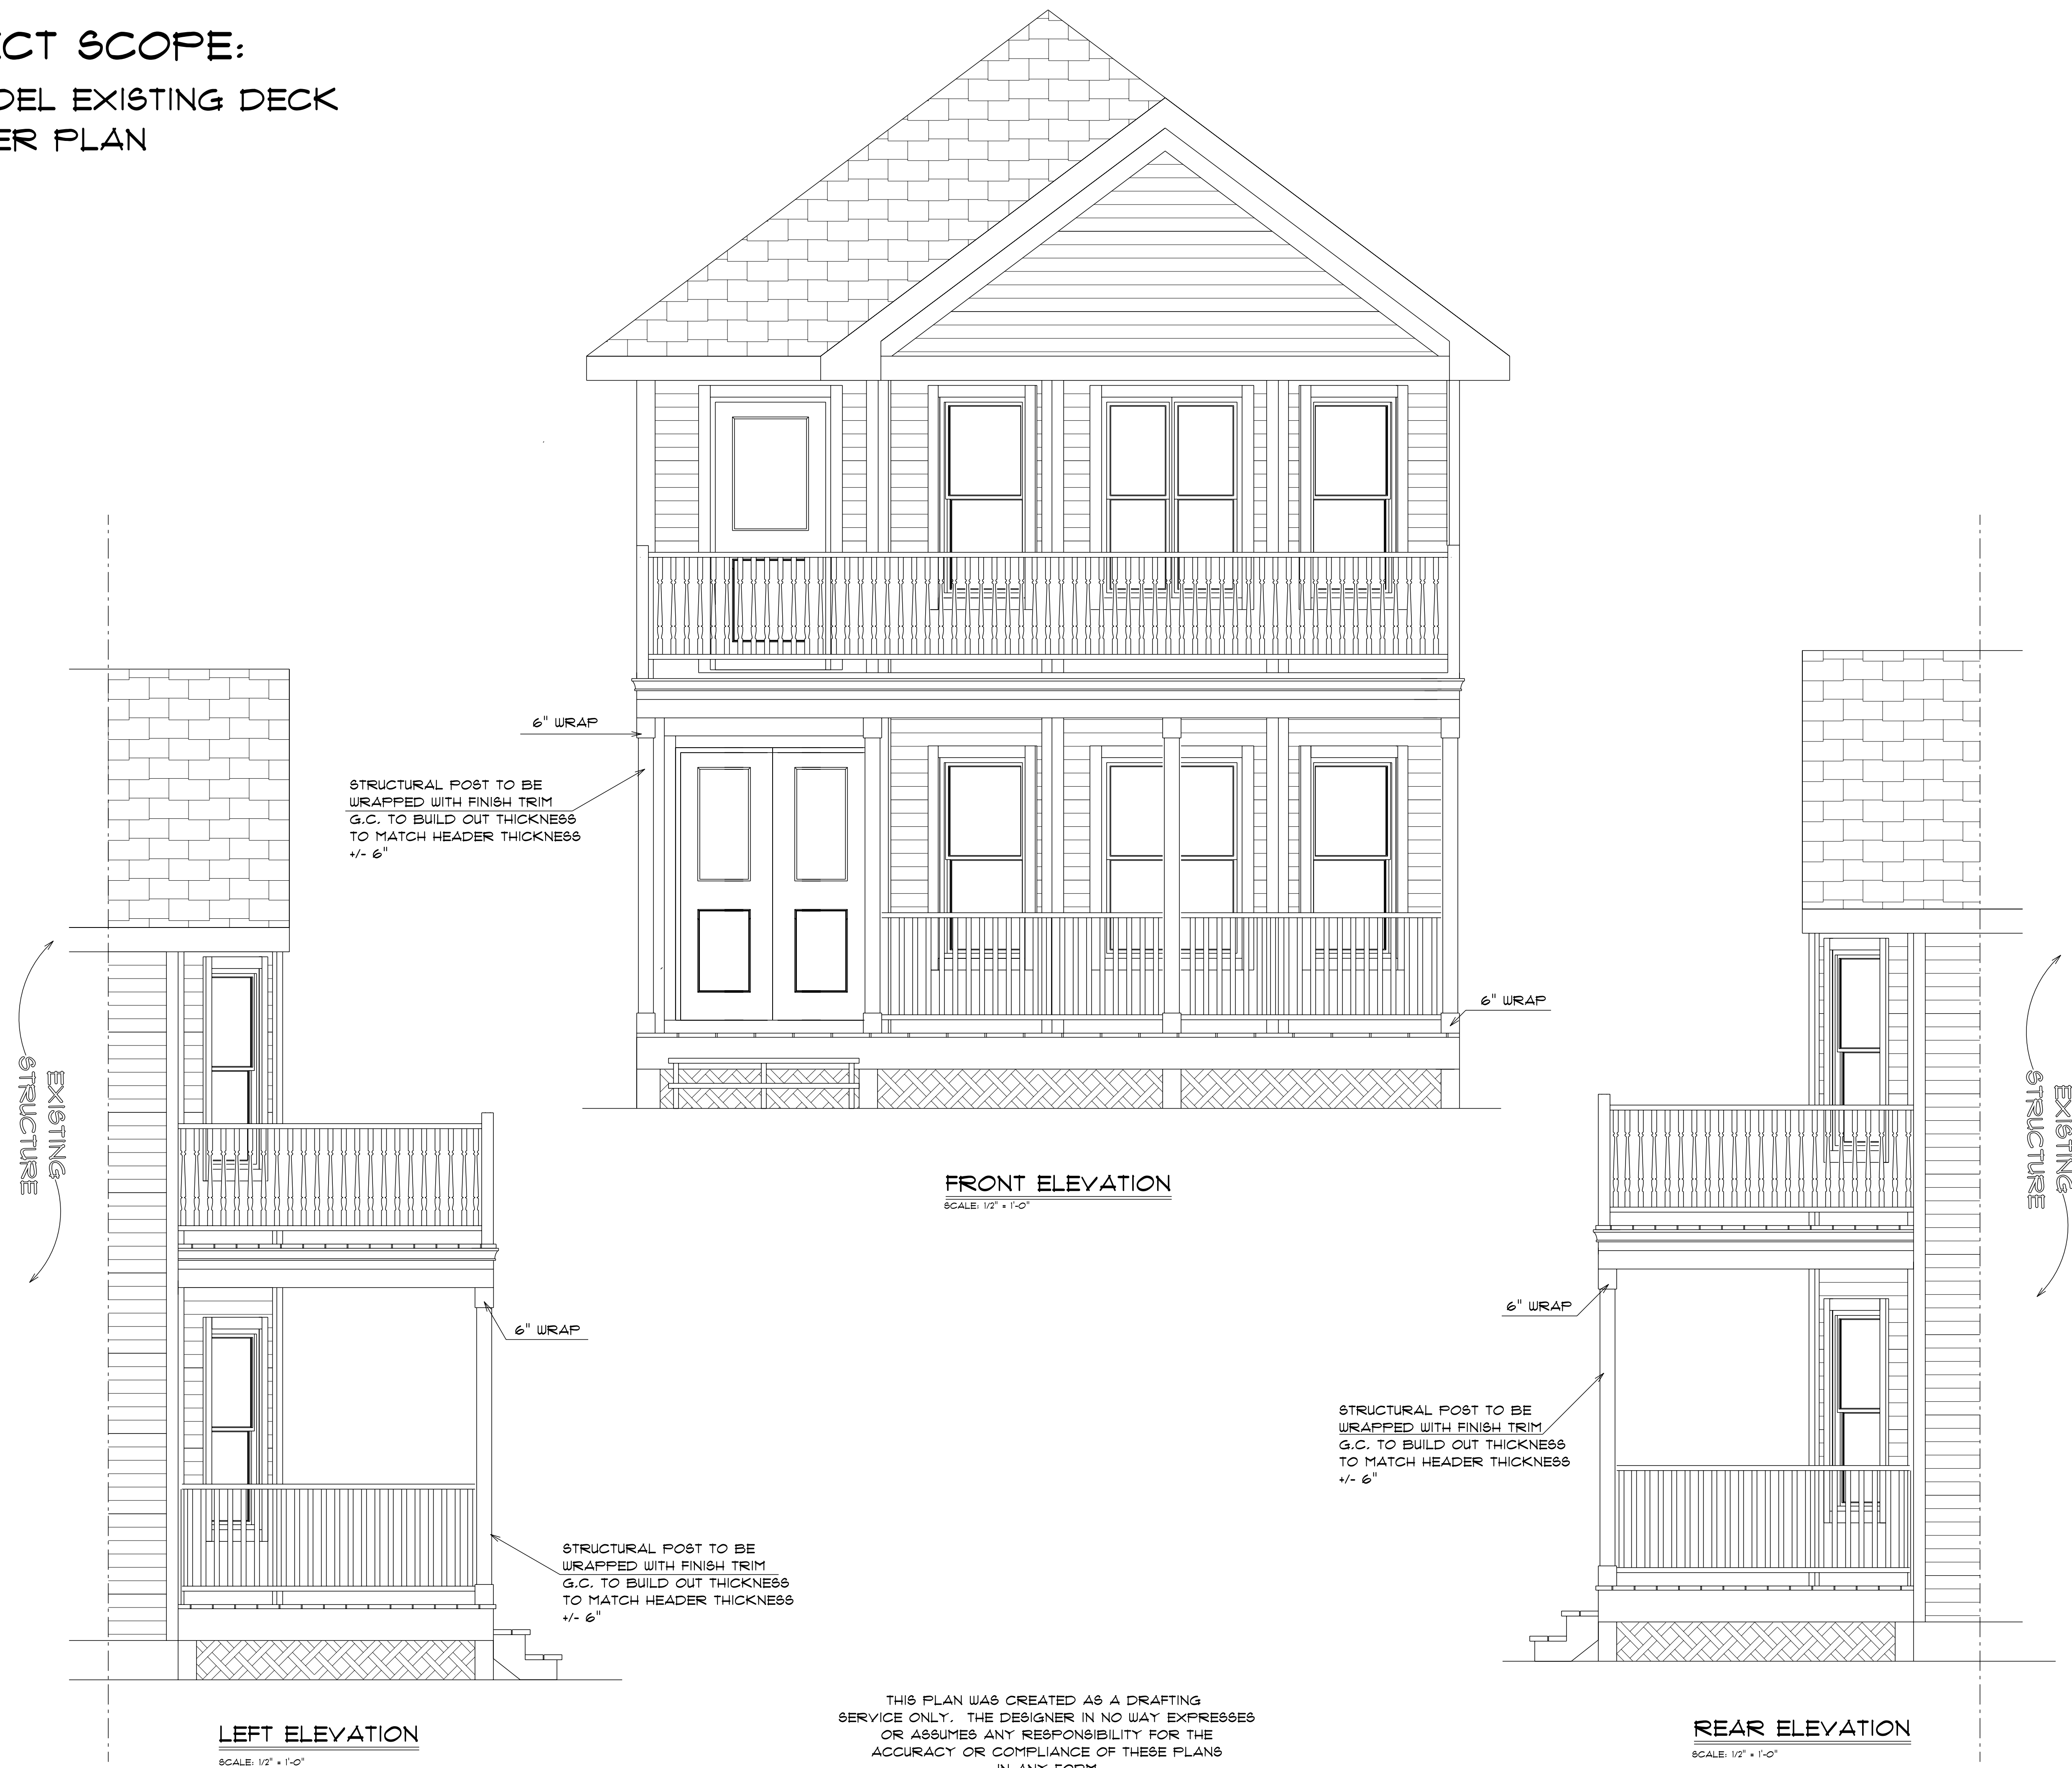 CT SCOPE:
DEL EXISTING DECK
ER PLAN
6" WRAP
STRUCTURAL POST TO BE
WRAPPED WITH FINISH TRIM
G.C. TO BUILD OUT THICKNESS
TO MATCH HEADER THICKNESS
+/- 6"
6" WRAP
FRONT ELEVATION
SCALE: 1/2" = 1'-0"
EXISTING
STRUCTURE
6" WRAP
STRUCTURAL POST TO BE
WRAPPED WITH FINISH TRIM
G.C. TO BUILD OUT THICKNESS
TO MATCH HEADER THICKNESS
+/- 6"
LEFT ELEVATION
SCALE: 1/2" = 1'-0"
EXISTING
STRUCTURE
6" WRAP
STRUCTURAL POST TO BE
WRAPPED WITH FINISH TRIM
G.C. TO BUILD OUT THICKNESS
TO MATCH HEADER THICKNESS
+/- 6"
REAR ELEVATION
SCALE: 1/2" = 1'-0"
THIS PLAN WAS CREATED AS A DRAFTING
SERVICE ONLY. THE DESIGNER IN NO WAY EXPRESSES
OR ASSUMES ANY RESPONSIBILITY FOR THE
ACCURACY OR COMPLIANCE OF THESE PLANS
IN ANY FORM